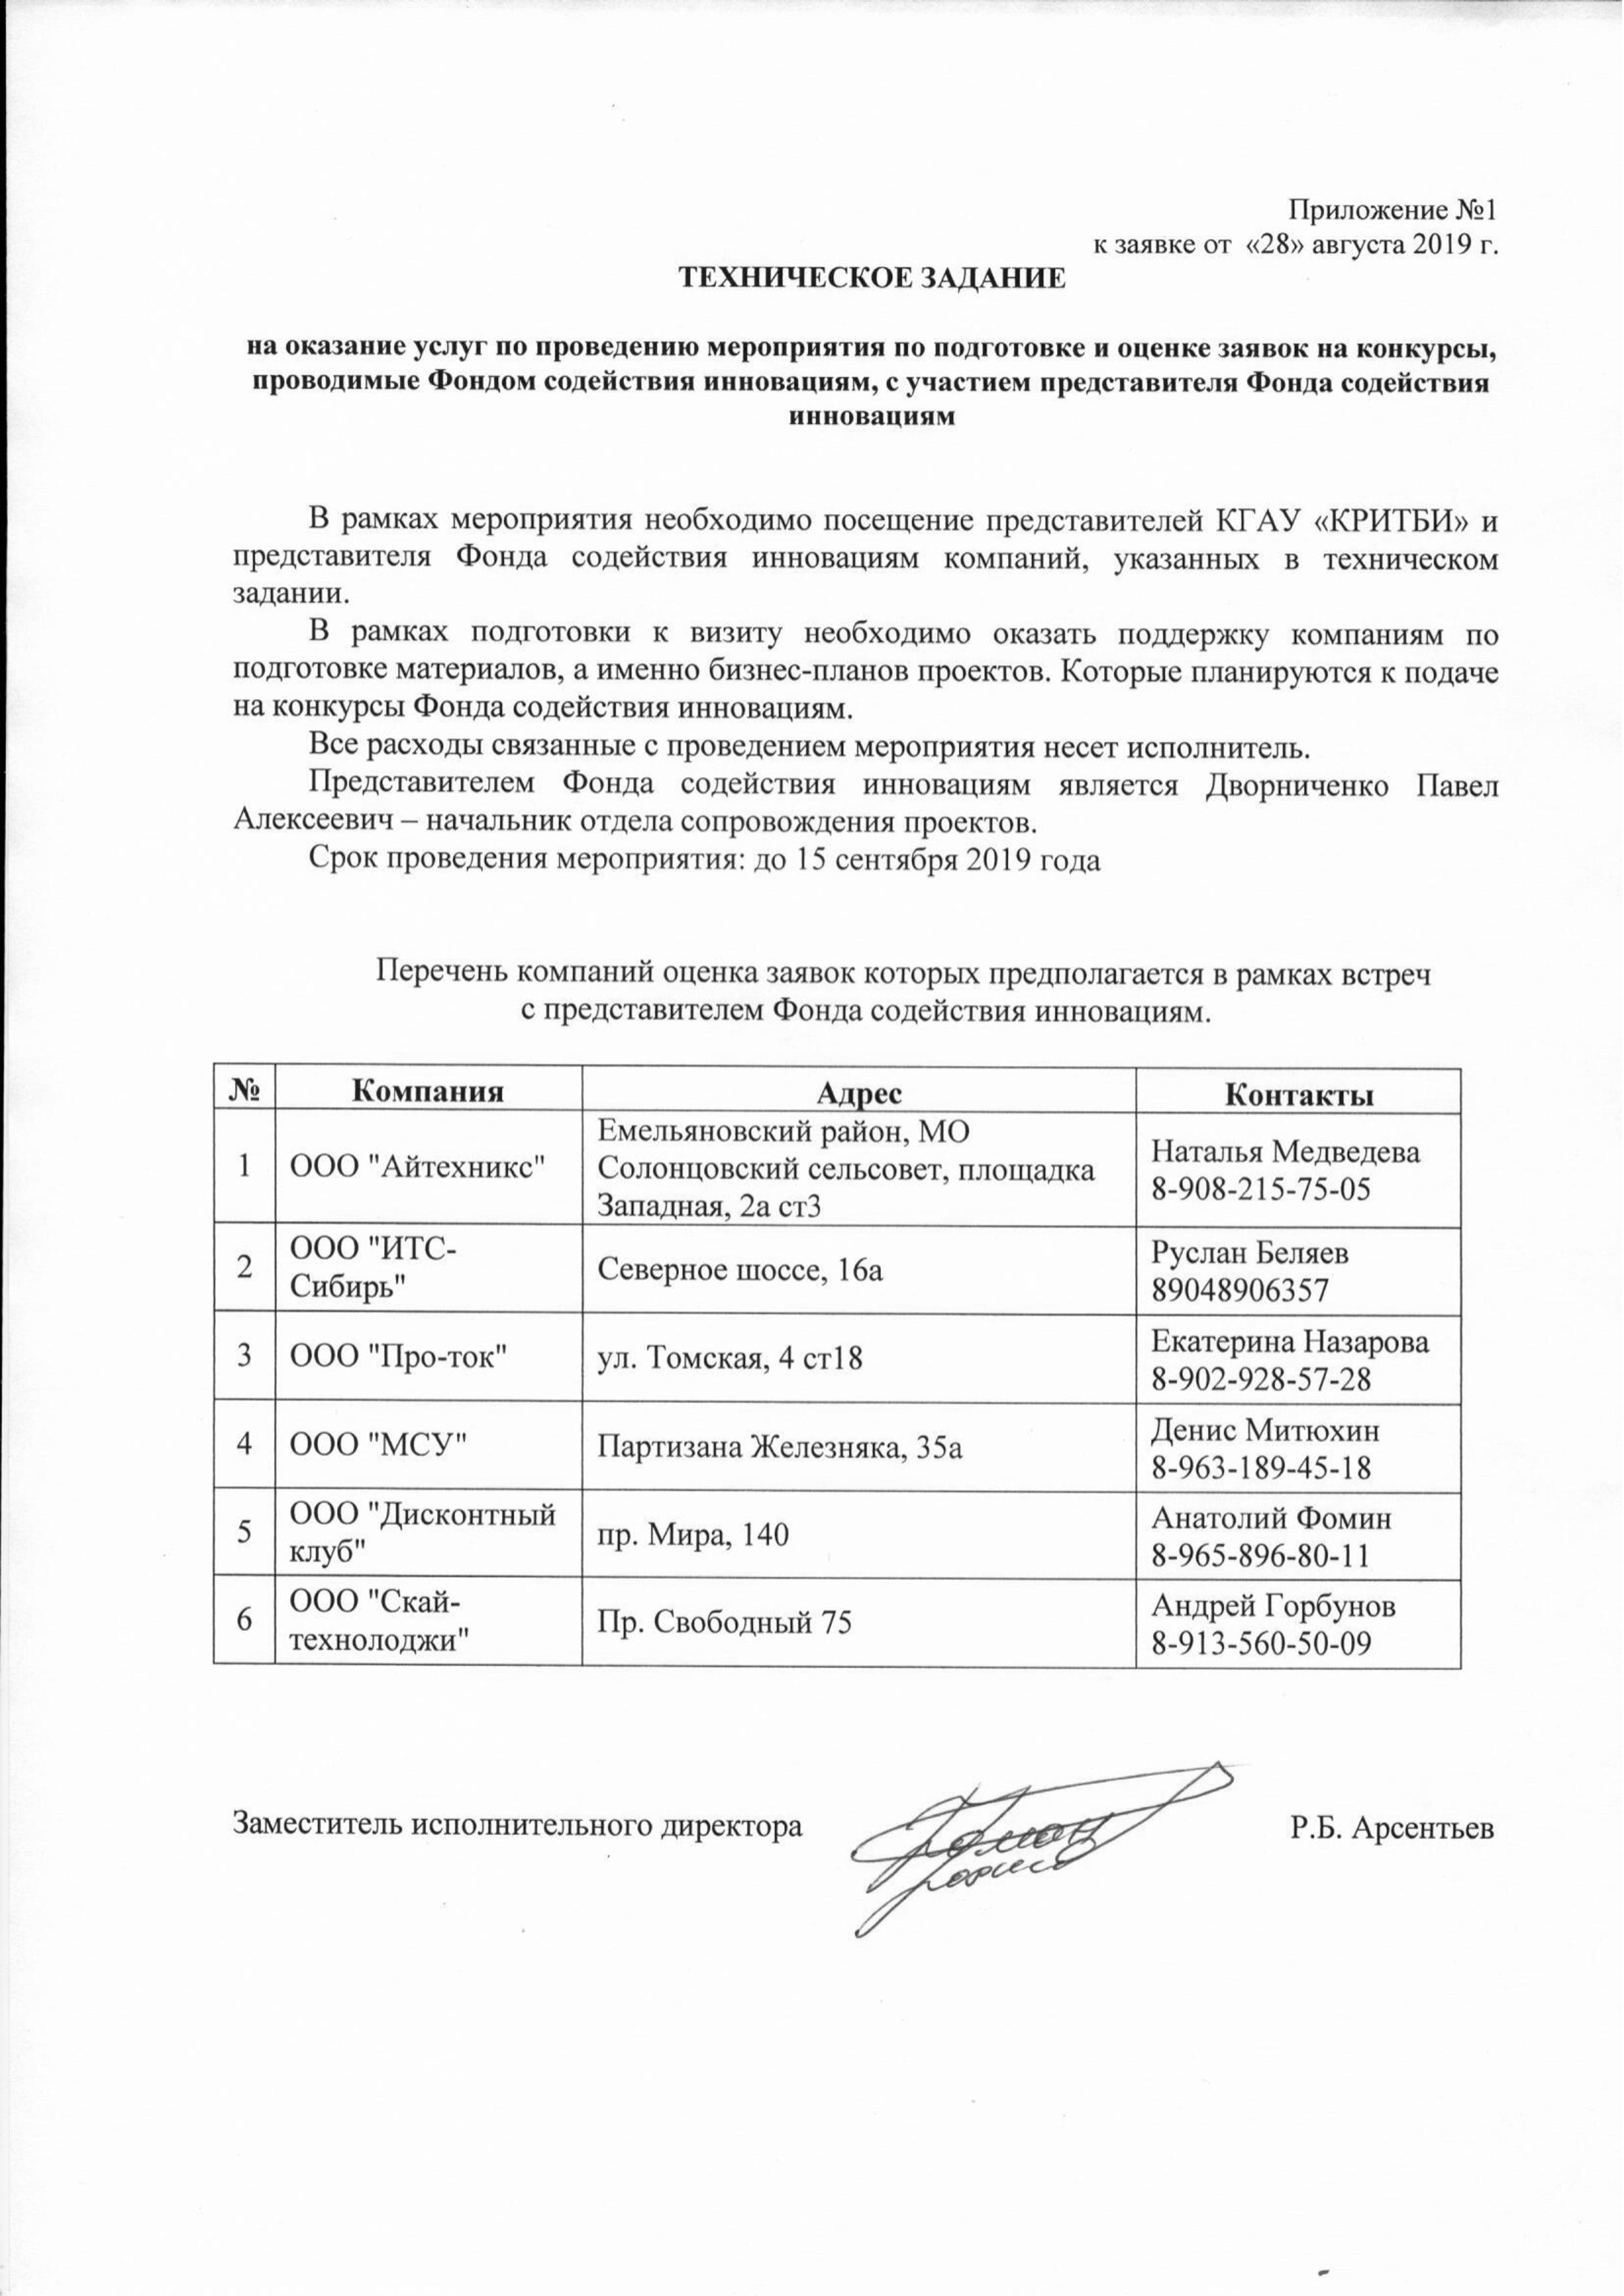 Приложение №1
к заявке от «28» августа 2019 г.
ТЕХНИЧЕСКОЕ ЗАДАНИЕ
на оказание услуг по проведению мероприятия по подготовке и оценке заявок на конкурсы,
проводимые Фондом содействия инновациям, с участием представителя Фонда содействия
инновациям
В рамках мероприятия необходимо посещение представителей КГАУ «КРИТБИ» и
представителя Фонда содействия инновациям компаний, указанных в техническом
задании.
В рамках подготовки к визиту необходимо оказать поддержку компаниям по
подготовке материалов, а именно бизнес-планов проектов. Которые планируются к подаче
на конкурсы Фонда содействия инновациям.
Все расходы связанные с проведением мероприятия несет исполнитель.
Представителем Фонда содействия инновациям является Дворниченко Павел
Алексеевич – начальник отдела сопровождения проектов.
Срок проведения мероприятия: до 15 сентября 2019 года
Перечень компаний оценка заявок которых предполагается в рамках встреч
с представителем Фонда содействия инновациям.
№ Компания Адрес Контакты
1 ООО "Айтехникс" Емельяновский район, МО
Солонцовский сельсовет, площадка
Западная, 2а ст3
Наталья Медведева
8-908-215-75-05
2 ООО "ИТС-
Сибирь"
Северное шоссе, 16а
Руслан Беляев
89048906357
3 ООО "Про-ток" ул. Томская, 4 ст18
Екатерина Назарова
8-902-928-57-28
4 ООО "МСУ" Партизана Железняка, 35а
Денис Митюхин
8-963-189-45-18
5 ООО "Дисконтный
клуб"
пр. Мира, 140
Анатолий Фомин
8-965-896-80-11
6 ООО "Скай-
технолоджи"
Пр. Свободный 75
Андрей Горбунов
8-913-560-50-09
Заместитель исполнительного директора Р.Б. Арсентьев